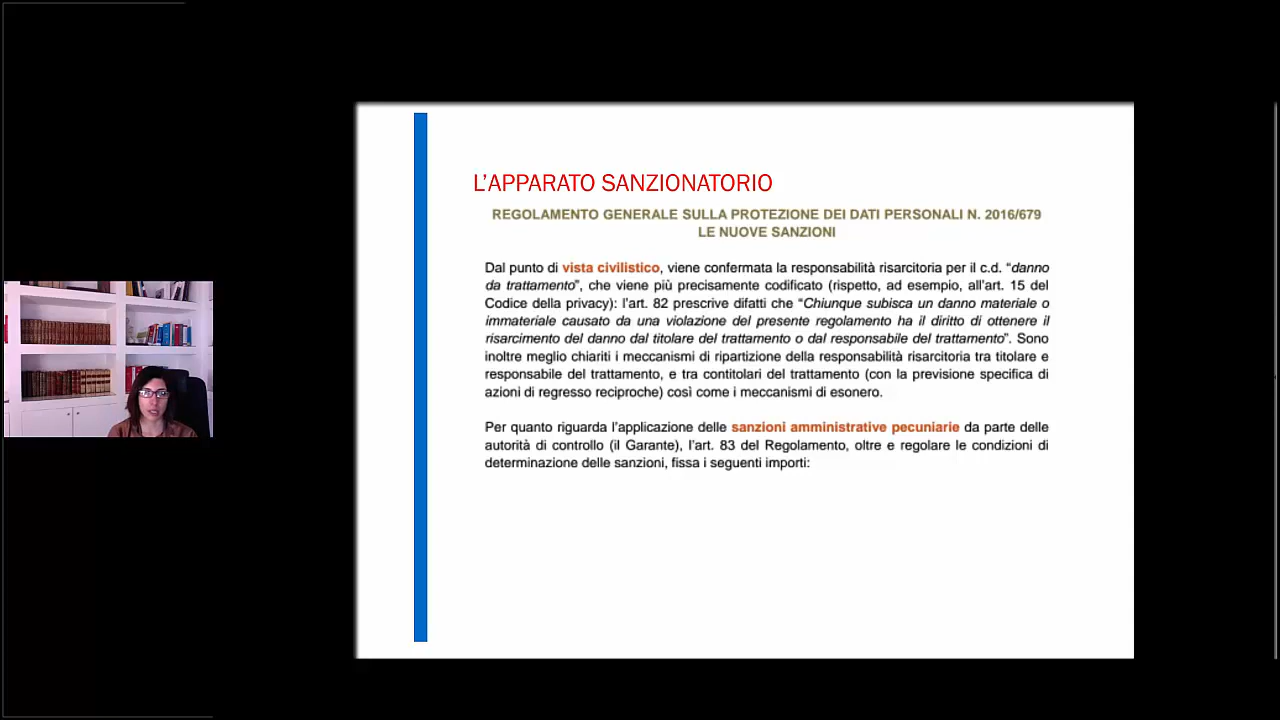 L'APPARATO SANZIONATORIO
REGOLAMENTO GENERALE SULLA PROTEZIONE DEI DATI PERSONALI N. 2016/679
LE NUOVE SANZIONI
Dal punto di vista civilistico, viene confermata la responsabilità risarcitoria per il c.d. “danno
da trattamento”, che viene più precisamente codificato (rispetto, ad esempio, all’art. 15 del
Codice della privacy): l’art. 82 prescrive difatti che “Chiunque subisca un danno materiale o
immateriale causato da una violazione del presente regolamento ha il diritto di ottenere il
risarcimento del danno dal titolare del trattamento o dal responsabile del trattamento”. Sono
inoltre meglio chiariti i meccanismi di ripartizione della responsabilità risarcitoria tra titolare e
responsabile del trattamento, e tra contitolari del trattamento (con la previsione specifica di
azioni di regresso reciproche) così come i meccanismi di esonero.
Per quanto riguarda l’applicazione delle sanzioni amministrative pecuniarie da parte delle
autorità di controllo (il Garante), l’art. 83 del Regolamento, oltre e regolare le condizioni di
determinazione delle sanzioni, fissa i seguenti importi: